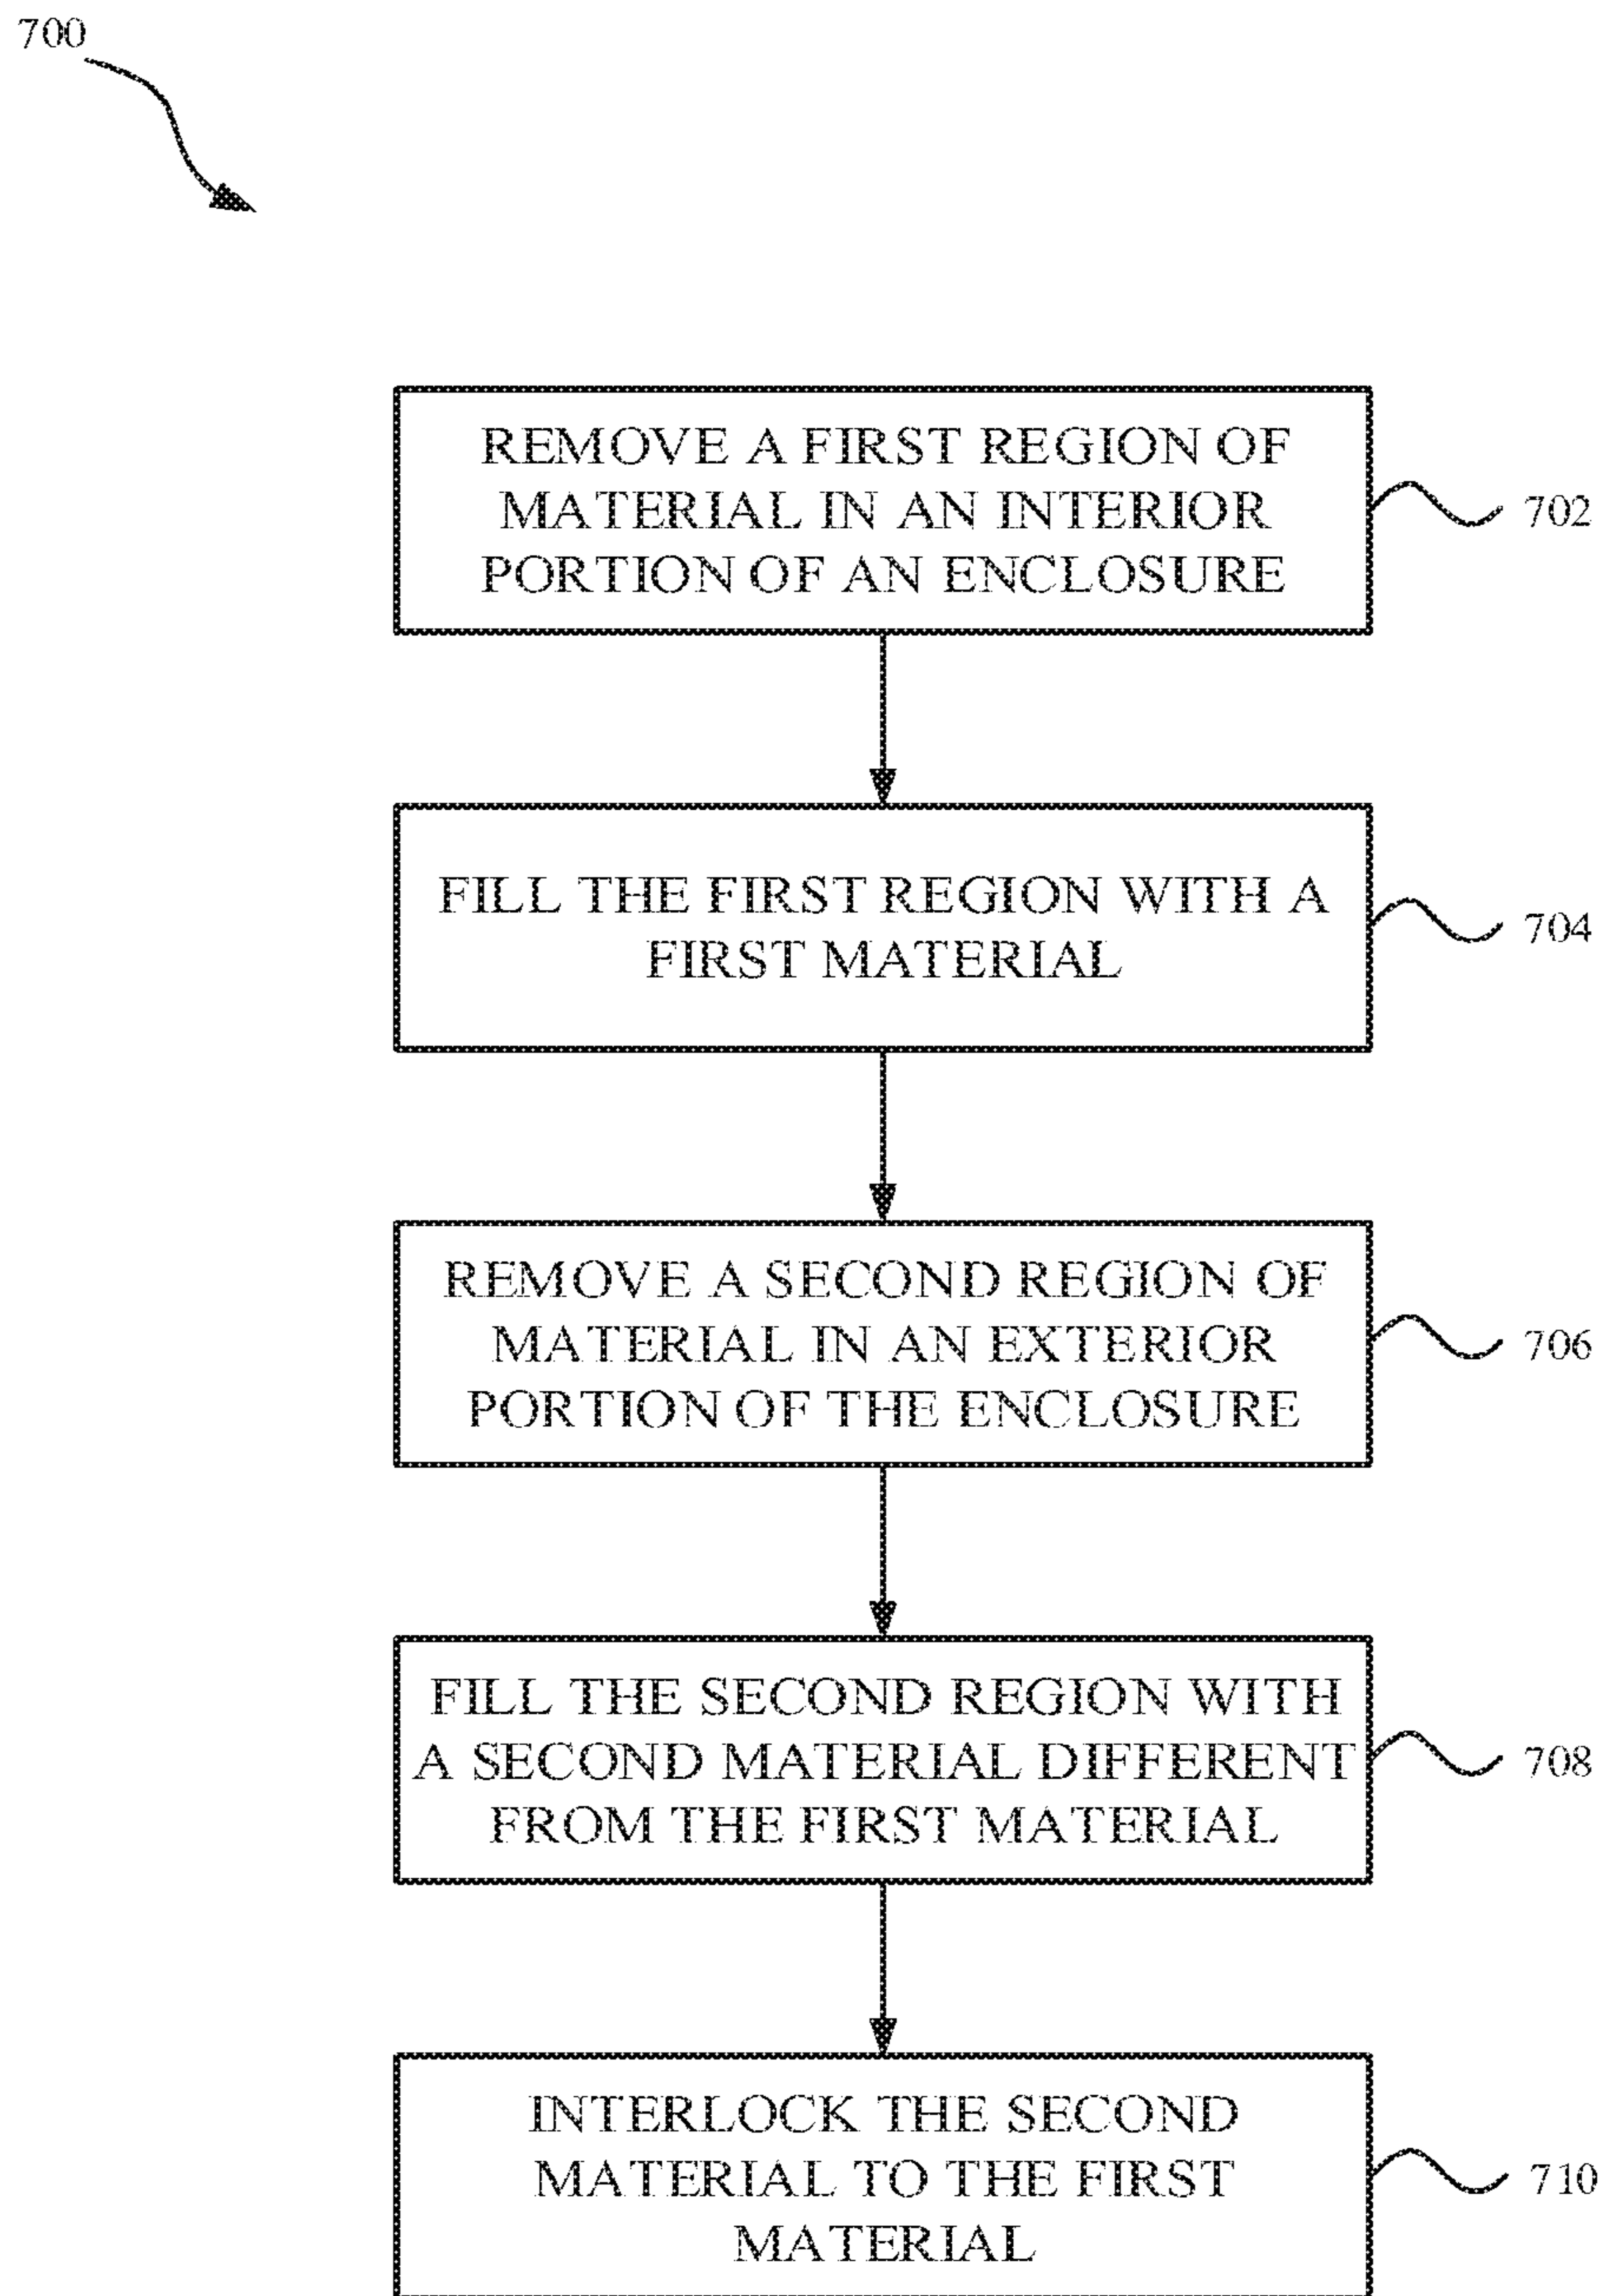 700
REMOVE A FIRST REGION OF
MATERIAL IN AN INTERIOR
PORTION OF AN ENCLOSURE
702
FILL THE FIRST REGION WITH A
FIRST MATERIAL
704
REMOVE A SECOND REGION OF
MATERIAL IN AN EXTERIOR
PORTION OF THE ENCLOSURE
706
FILL THE SECOND REGION WITH
A SECOND MATERIAL DIFFERENT
FROM THE FIRST MATERIAL
708
INTERLOCK THE SECOND
MATERIAL TO THE FIRST
MATERIAL
710